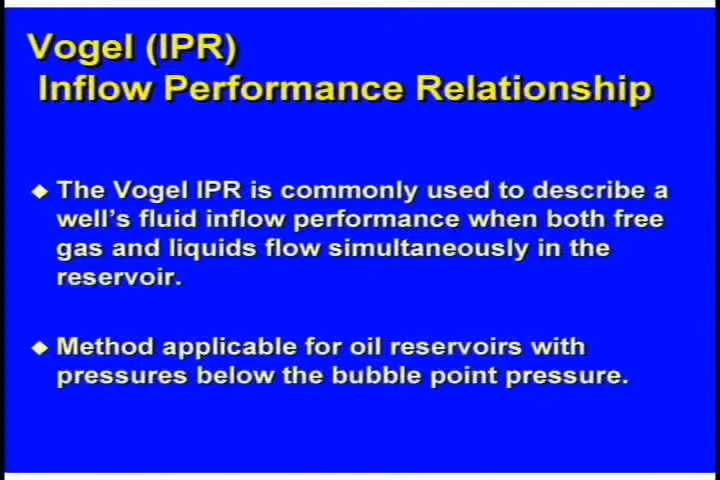 Vogel (IPR)
Inflow Performance Relationship
The Vogel IPR is commonly used to describe a
well's fluid inflow performance when both free
gas and liquids flow simultaneously in the
reservoir.
Method applicable for oil reservoirs with
pressures below the bubble point pressure.